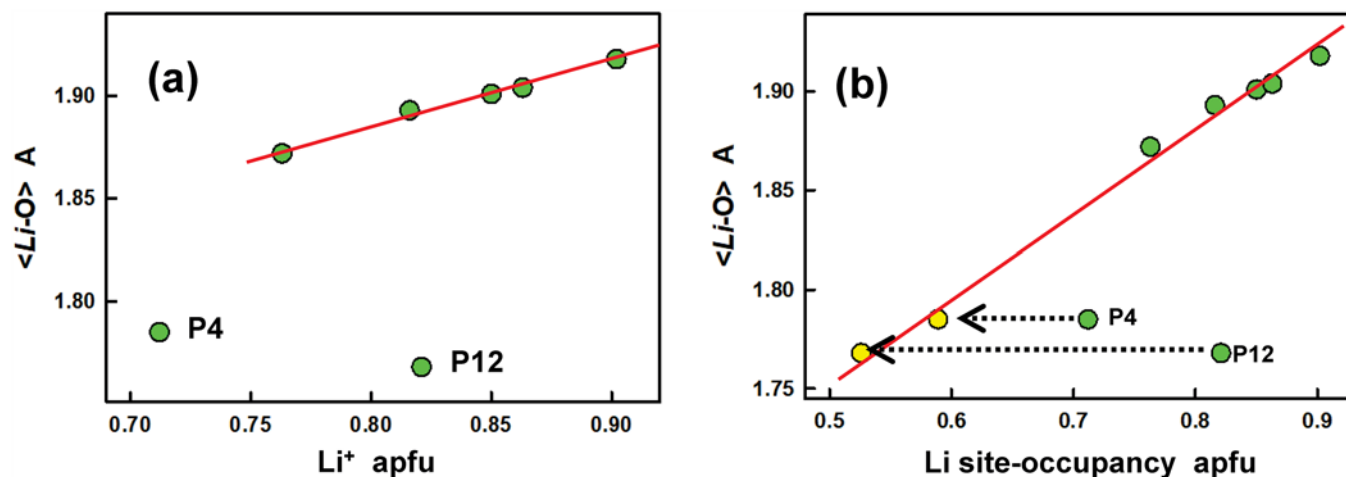 (a)
1.90
1.85
1.80
<Li-O> A
P4
P12
0.70 0.75 0.80 0.85 0.90
Li⁺ apfu
(b)
1.90
1.85
1.80
1.75
<Li-O> A
P4
P12
0.5 0.6 0.7 0.8 0.9
Li site-occupancy apfu